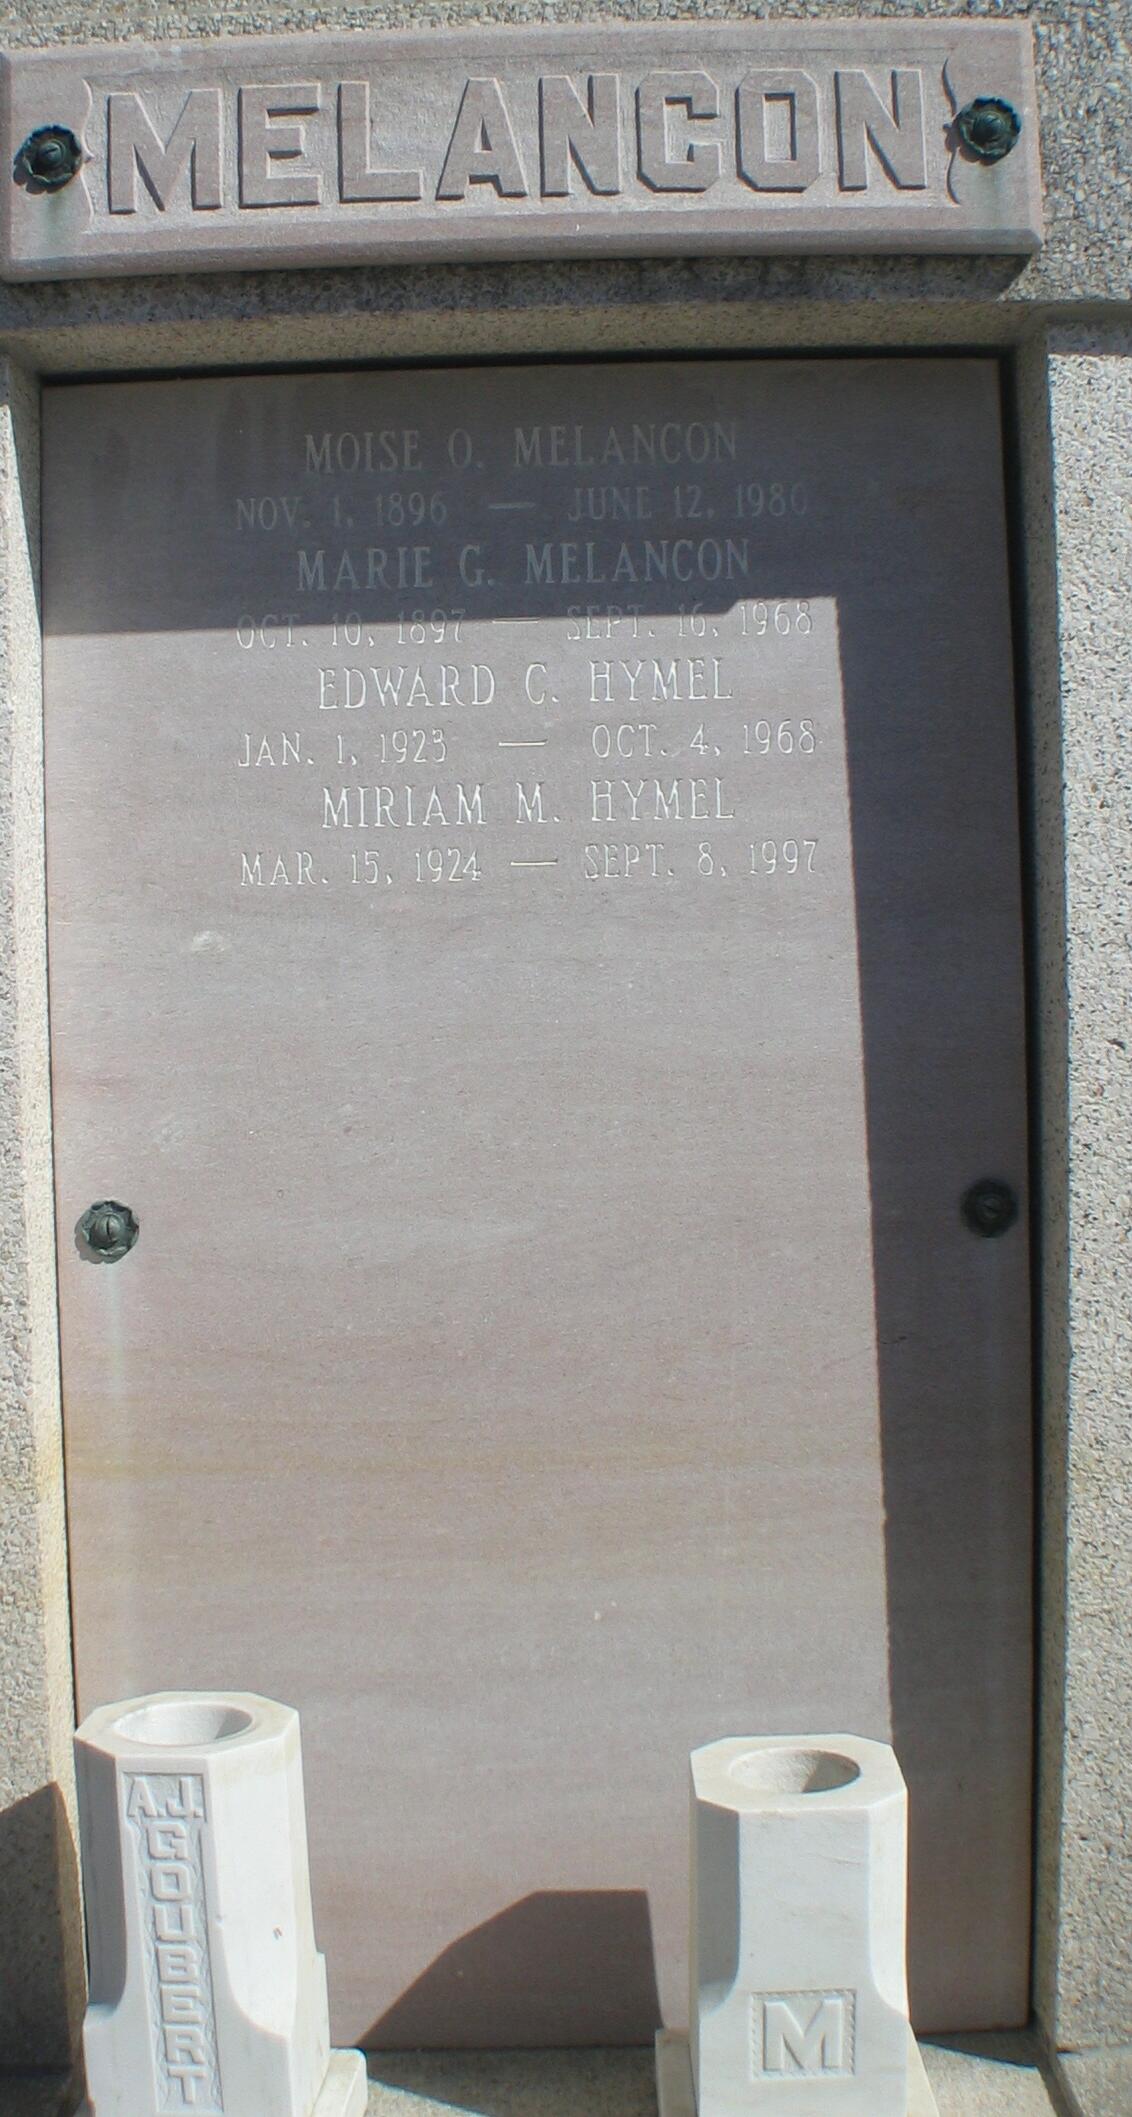 MELANCON
MOISE O. MELANCON
NOV. 1, 1896 — JUNE 12, 1980
MARIE G. MELANCON
OCT. 10, 1897 — SEPT. 16, 1968
EDWARD C. HYMEL
JAN. 1, 1923 — OCT. 4, 1968
MIRIAM M. HYMEL
MAR. 15, 1924 — SEPT. 8, 1997
A.J.
GOUBERT
M